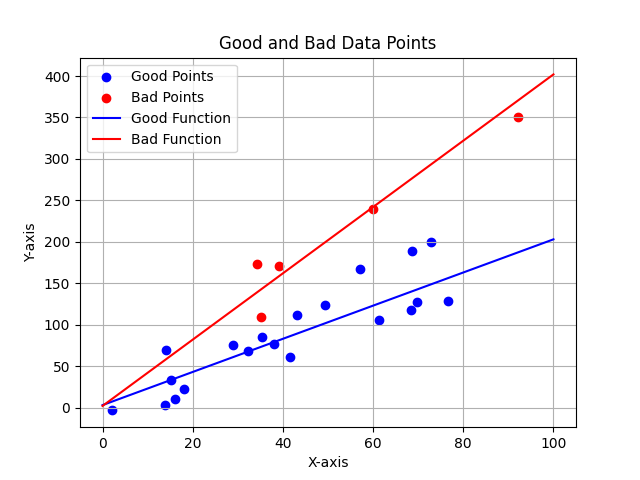 Good and Bad Data Points
Good Points
Bad Points
Good Function
Bad Function
400
350
300
250
200
150
100
50
0
Y-axis
0 20 40 60 80 100
X-axis